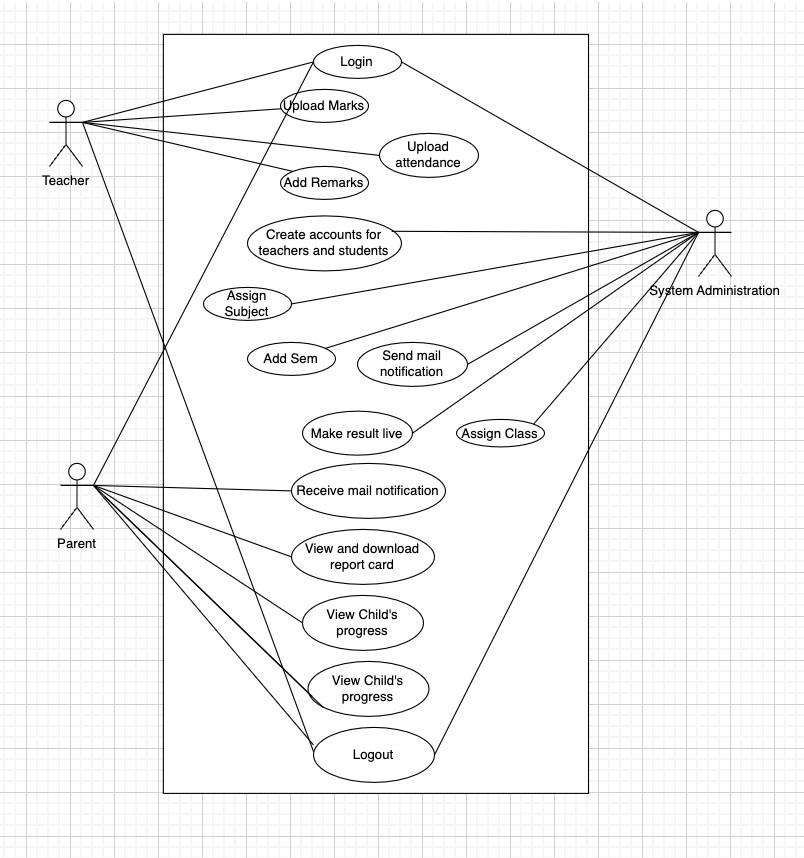 Login
Upload Marks
Upload
attendance
Teacher
Add Remarks
Create accounts for
teachers and students
System Administration
Assign
Subject
Add Sem
Send mail
notification
Make result live
Assign Class
Receive mail notification
Parent
View and download
report card
View Child's
progress
View Child's
progress
Logout